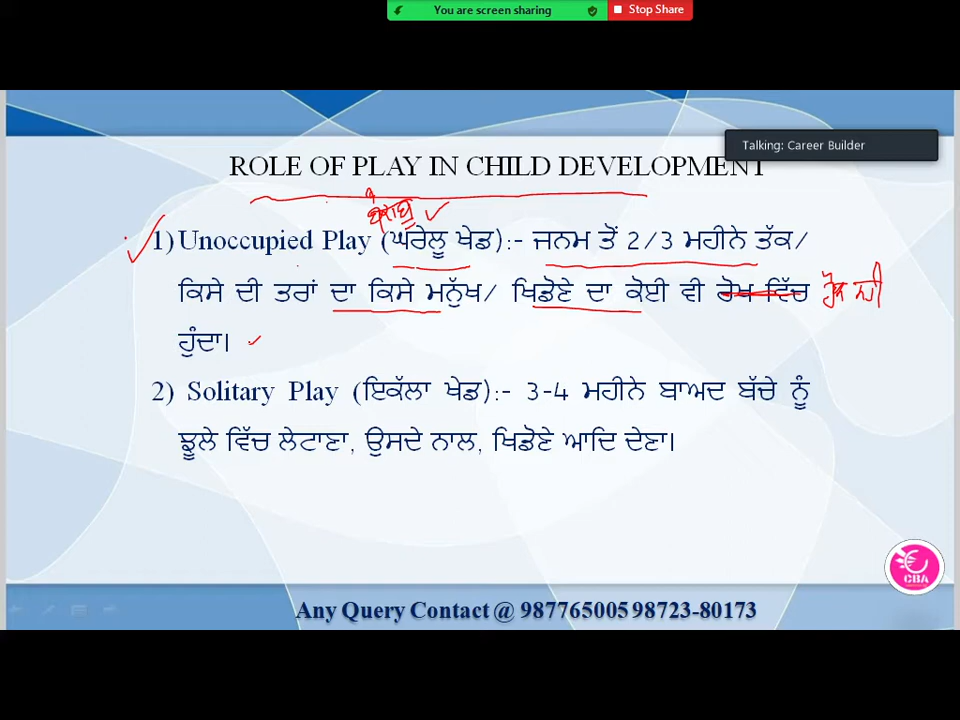 You are screen sharing
Stop Share
Talking: Career Builder
ROLE OF PLAY IN CHILD DEVELOPMENT
1) Unoccupied Play (ਘਰੇਲੂ ਖੇਡ):- ਜਨਮ ਤੋਂ 2/3 ਮਹੀਨੇ ਤੱਕ/
ਕਿਸੇ ਦੀ ਤਰਾਂ ਦਾ ਕਿਸੇ ਮਨੁੱਖ/ ਖਿਡੋਣੇ ਦਾ ਕੋਈ ਵੀ ਰੋਖ ਵਿੱਚ
ਹੁੰਦਾ।
2) Solitary Play (ਇਕੱਲਾ ਖੇਡ):- 3-4 ਮਹੀਨੇ ਬਾਅਦ ਬੱਚੇ ਨੂੰ
ਝੂਲੇ ਵਿੱਚ ਲੇਟਾਣਾ, ਉਸਦੇ ਨਾਲ, ਖਿਡੋਣੇ ਆਦਿ ਦੇਣਾ।
CBA
Any Query Contact @ 98776500598723-80173